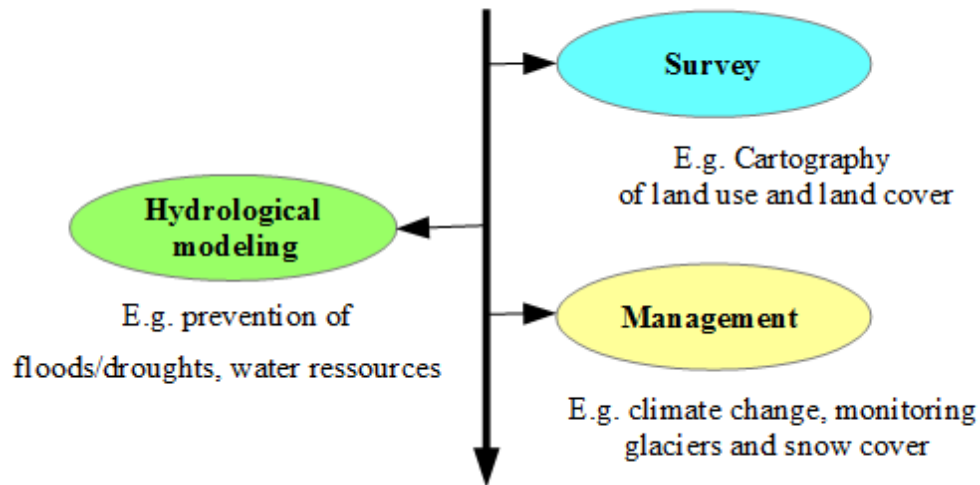 Survey
E.g. Cartography
of land use and land cover
Hydrological
modeling
E.g. prevention of
floods/droughts, water ressources
Management
E.g. climate change, monitoring
glaciers and snow cover